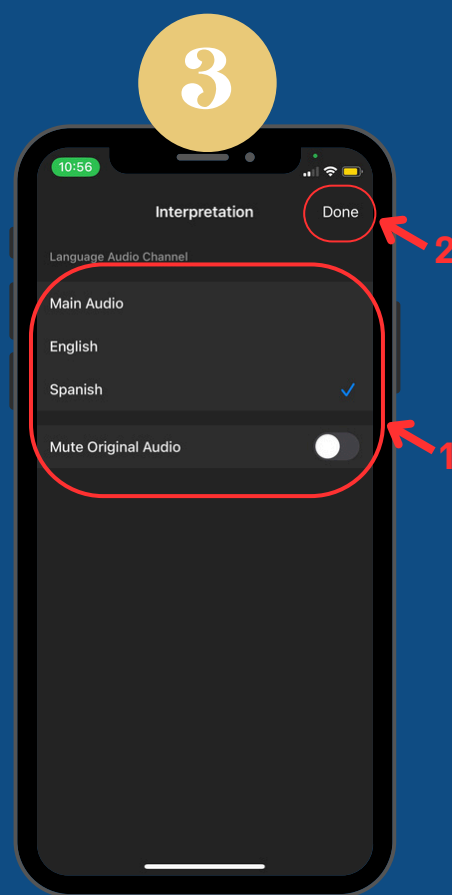 3
10:56
Interpretation
Done
2
Language Audio Channel
Main Audio
English
Spanish
1
Mute Original Audio